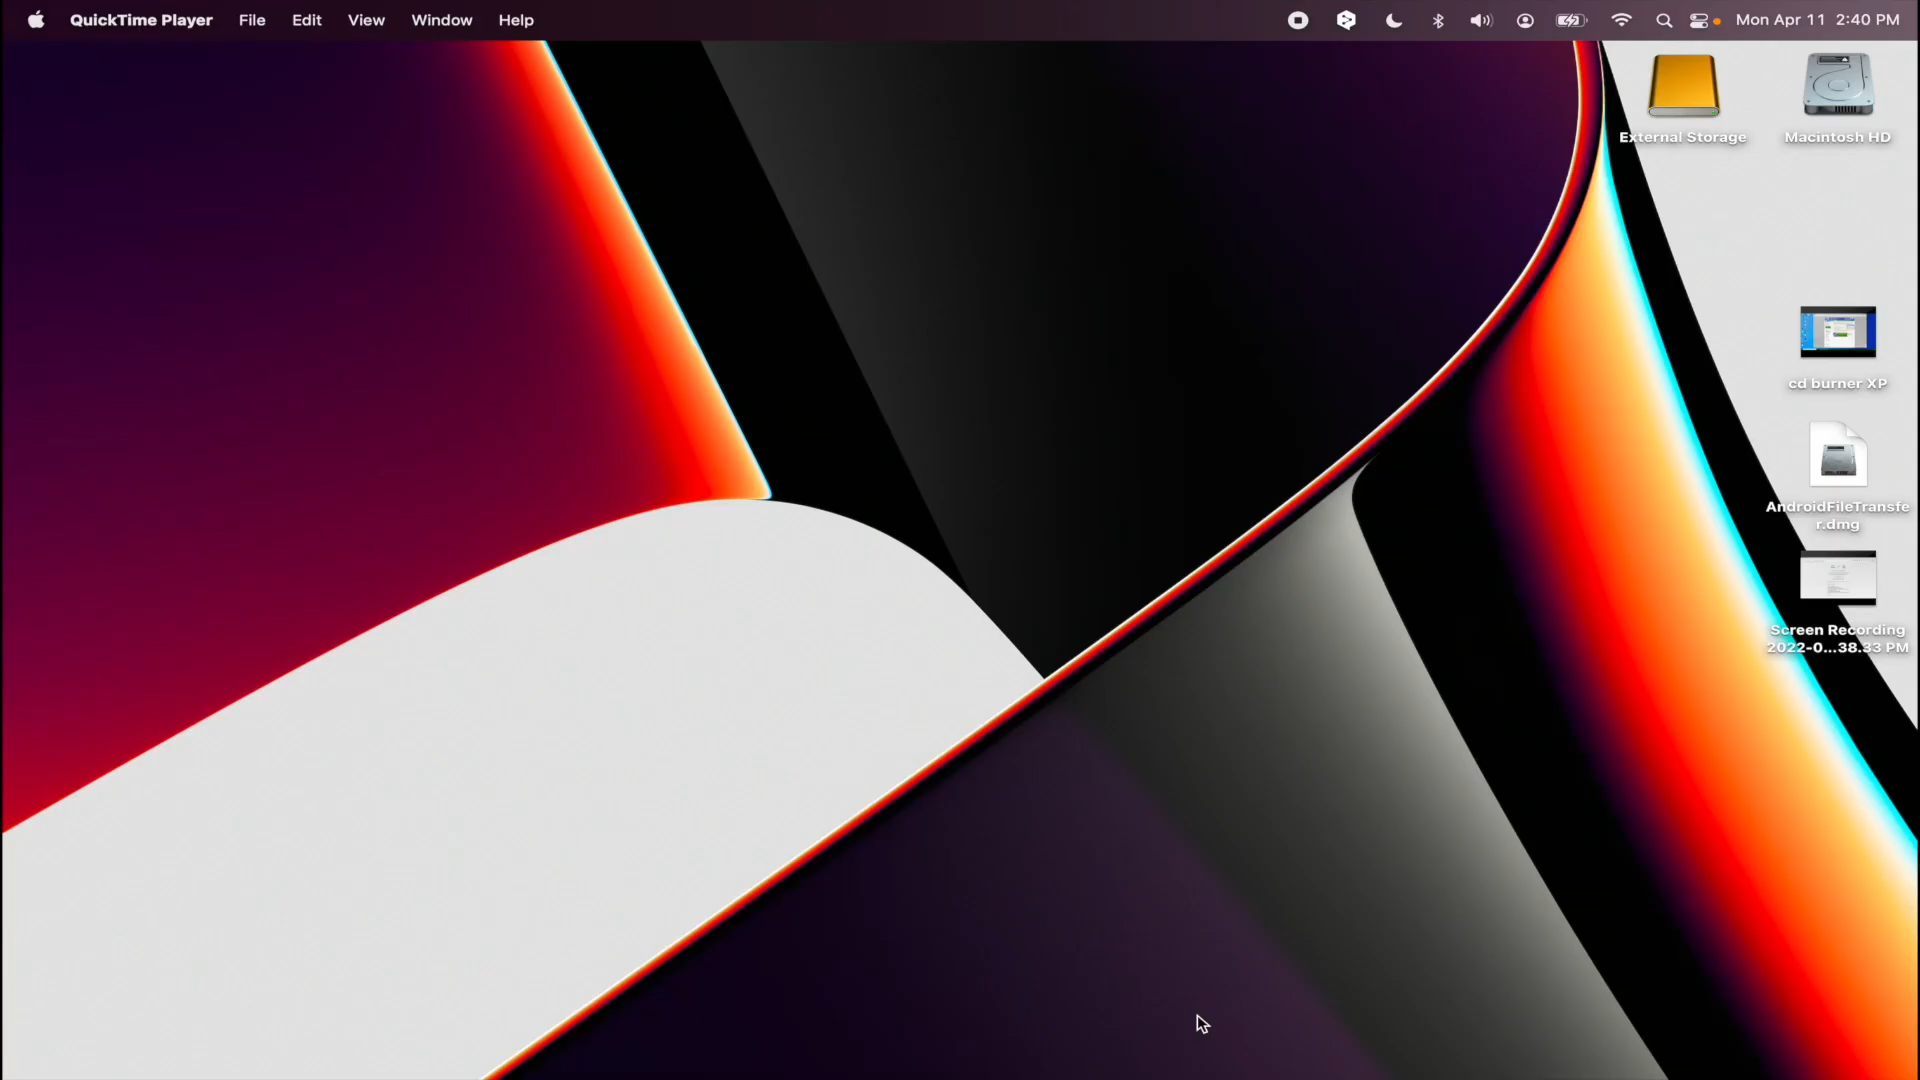 QuickTime Player File Edit View Window Help Mon Apr 11 2:40 PM
External Storage
Macintosh HD
cd burner XP
AndroidFileTransfe
r.dmg
Screen Recording
2022-0...38.33 PM